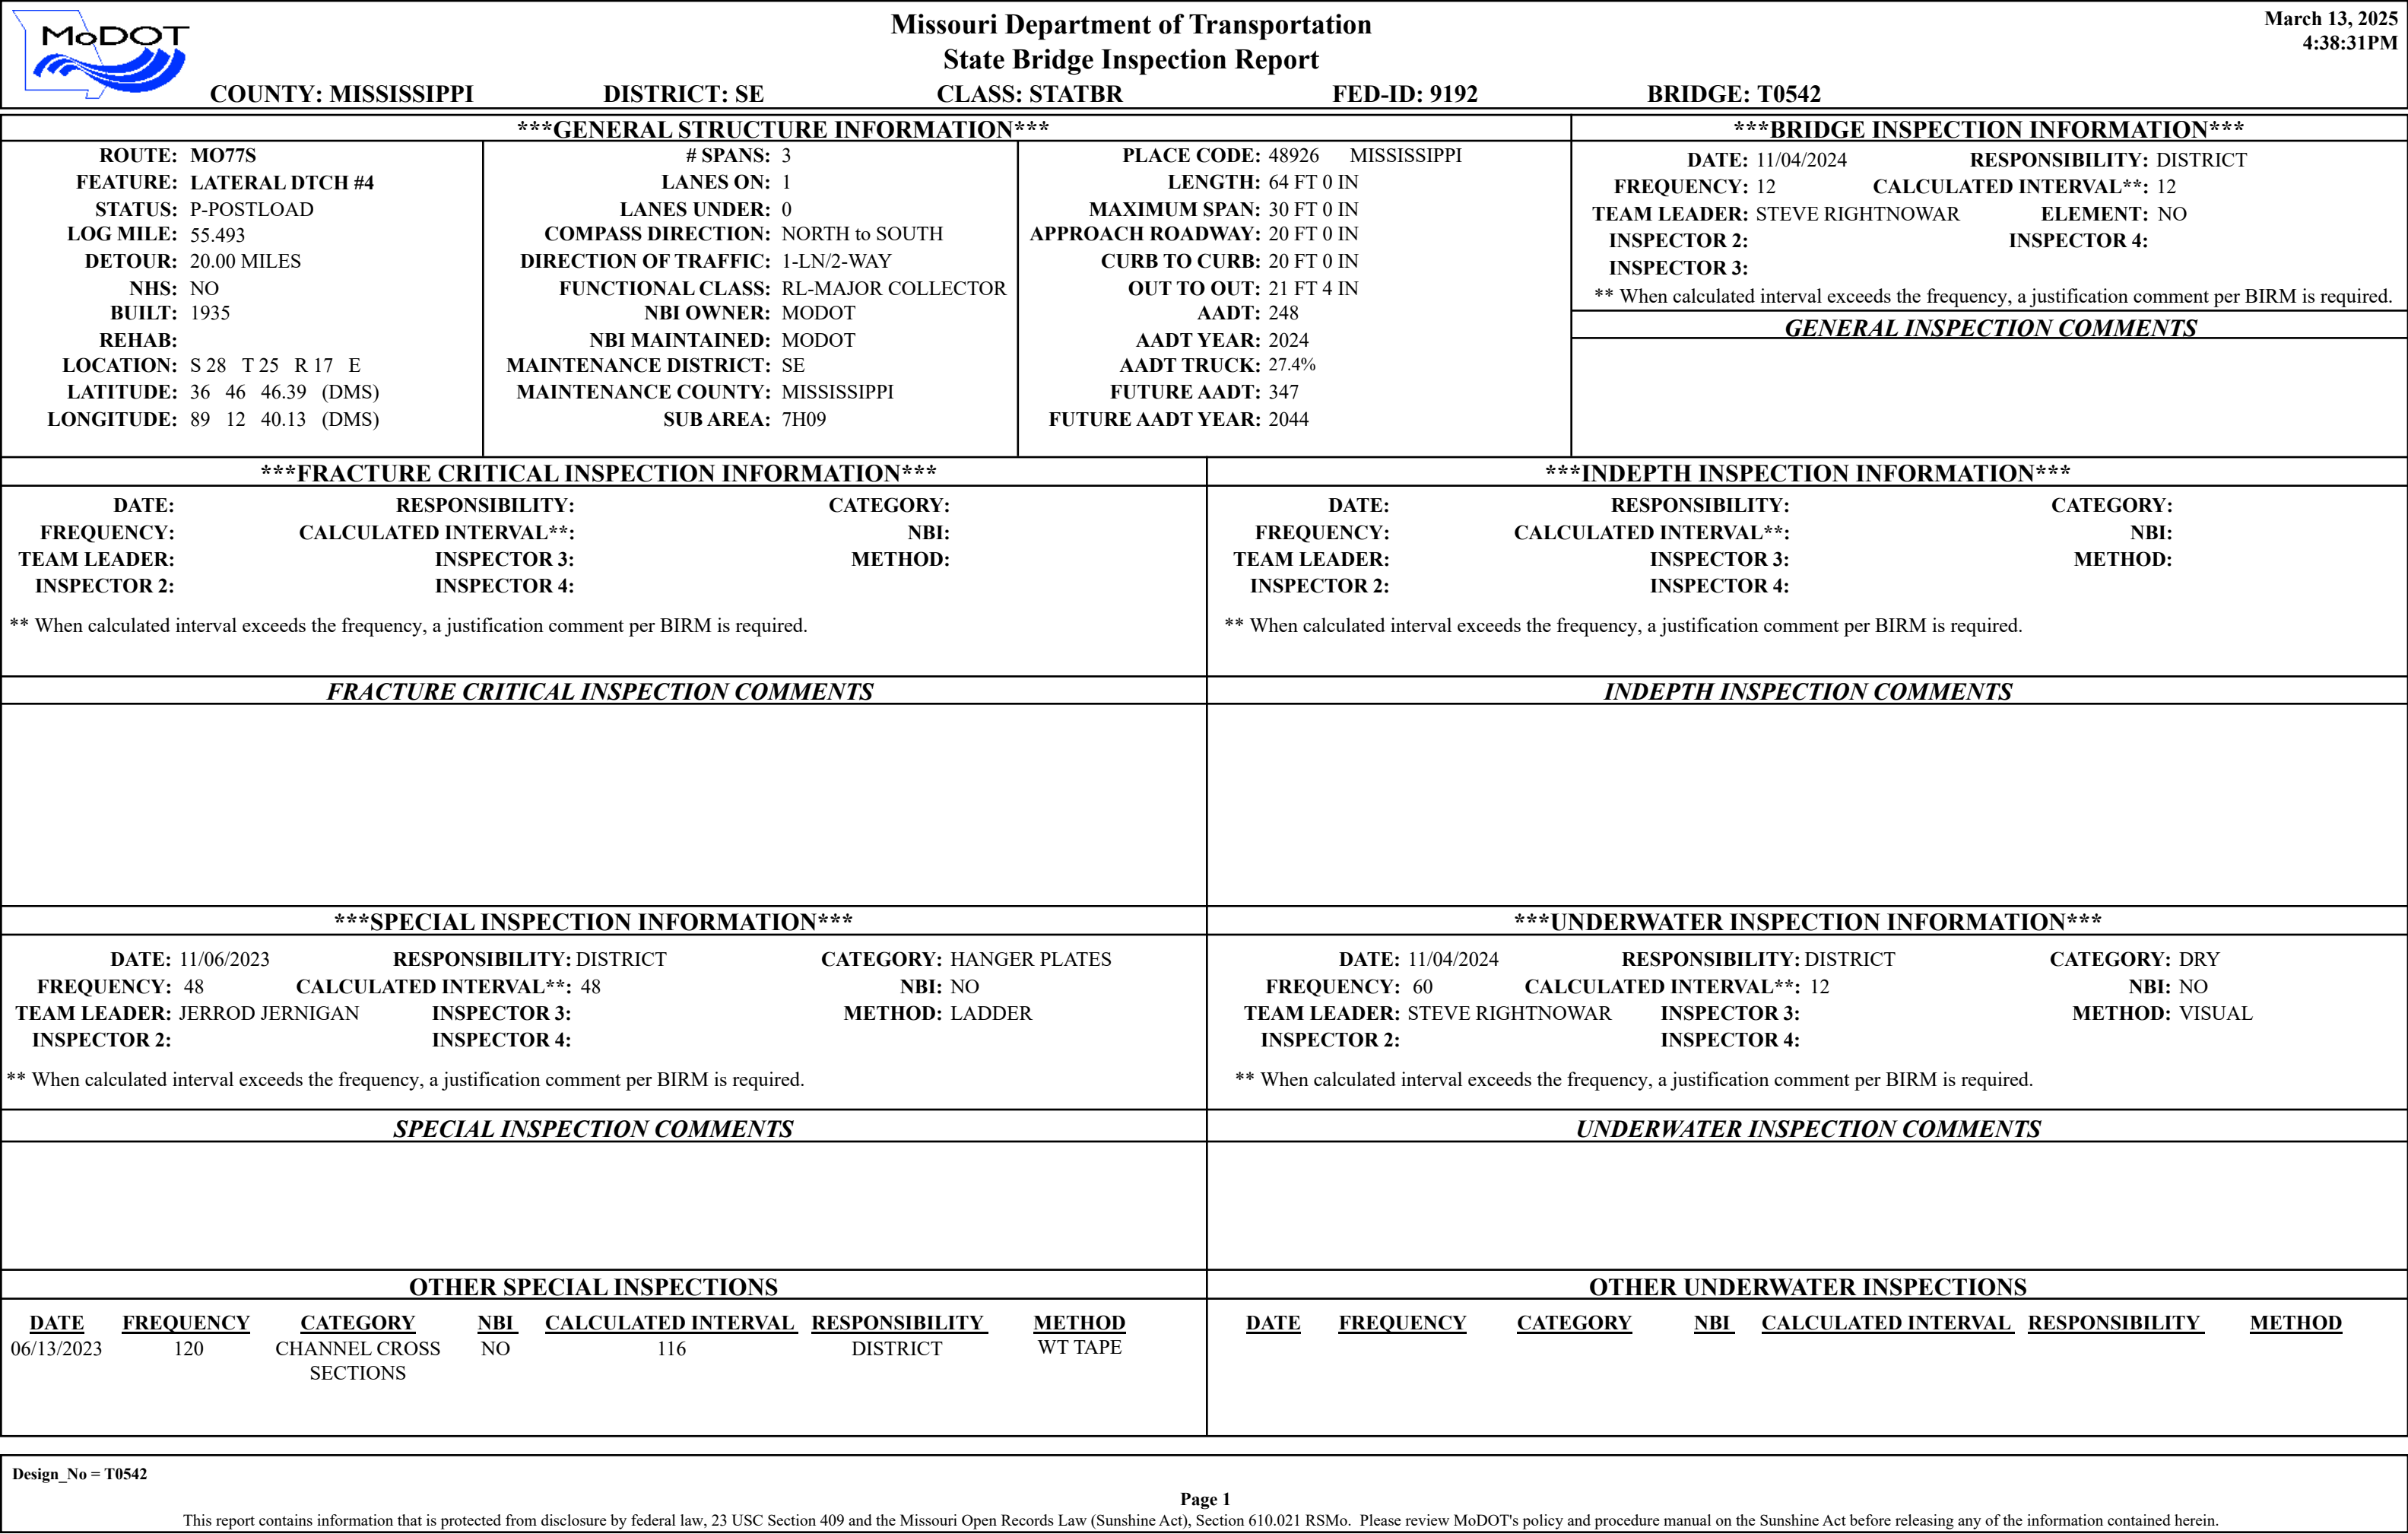 MoDOT
Missouri Department of Transportation
State Bridge Inspection Report
March 13, 2025
4:38:31PM
COUNTY: MISSISSIPPI DISTRICT: SE CLASS: STATBR FED-ID: 9192 BRIDGE: T0542
***GENERAL STRUCTURE INFORMATION***
ROUTE: MO77S
FEATURE: LATERAL DTCH #4
STATUS: P-POSTLOAD
LOG MILE: 55.493
DETOUR: 20.00 MILES
NHS: NO
BUILT: 1935
REHAB:
LOCATION: S 28 T 25 R 17 E
LATITUDE: 36 46 46.39 (DMS)
LONGITUDE: 89 12 40.13 (DMS)
# SPANS: 3
LANES ON: 1
LANES UNDER: 0
COMPASS DIRECTION: NORTH to SOUTH
DIRECTION OF TRAFFIC: 1-LN/2-WAY
FUNCTIONAL CLASS: RL-MAJOR COLLECTOR
NBI OWNER: MODOT
NBI MAINTAINED: MODOT
MAINTENANCE DISTRICT: SE
MAINTENANCE COUNTY: MISSISSIPPI
SUB AREA: 7H09
PLACE CODE: 48926 MISSISSIPPI
LENGTH: 64 FT 0 IN
MAXIMUM SPAN: 30 FT 0 IN
APPROACH ROADWAY: 20 FT 0 IN
CURB TO CURB: 20 FT 0 IN
OUT TO OUT: 21 FT 4 IN
AADT: 248
AADT YEAR: 2024
AADT TRUCK: 27.4%
FUTURE AADT: 347
FUTURE AADT YEAR: 2044
***BRIDGE INSPECTION INFORMATION***
DATE: 11/04/2024 RESPONSIBILITY: DISTRICT
FREQUENCY: 12 CALCULATED INTERVAL**: 12
TEAM LEADER: STEVE RIGHTNOWAR ELEMENT: NO
INSPECTOR 2: INSPECTOR 4:
INSPECTOR 3:
** When calculated interval exceeds the frequency, a justification comment per BIRM is required.
GENERAL INSPECTION COMMENTS
***FRACTURE CRITICAL INSPECTION INFORMATION***
DATE: RESPONSIBILITY: CATEGORY:
FREQUENCY: CALCULATED INTERVAL**: NBI:
TEAM LEADER: INSPECTOR 3: METHOD:
INSPECTOR 2: INSPECTOR 4:
** When calculated interval exceeds the frequency, a justification comment per BIRM is required.
FRACTURE CRITICAL INSPECTION COMMENTS
***INDEPTH INSPECTION INFORMATION***
DATE: RESPONSIBILITY: CATEGORY:
FREQUENCY: CALCULATED INTERVAL**: NBI:
TEAM LEADER: INSPECTOR 3: METHOD:
INSPECTOR 2: INSPECTOR 4:
** When calculated interval exceeds the frequency, a justification comment per BIRM is required.
INDEPTH INSPECTION COMMENTS
***SPECIAL INSPECTION INFORMATION***
DATE: 11/06/2023 RESPONSIBILITY: DISTRICT CATEGORY: HANGER PLATES
FREQUENCY: 48 CALCULATED INTERVAL**: 48 NBI: NO
TEAM LEADER: JERROD JERNIGAN INSPECTOR 3: METHOD: LADDER
INSPECTOR 2: INSPECTOR 4:
** When calculated interval exceeds the frequency, a justification comment per BIRM is required.
SPECIAL INSPECTION COMMENTS
***UNDERWATER INSPECTION INFORMATION***
DATE: 11/04/2024 RESPONSIBILITY: DISTRICT CATEGORY: DRY
FREQUENCY: 60 CALCULATED INTERVAL**: 12 NBI: NO
TEAM LEADER: STEVE RIGHTNOWAR INSPECTOR 3: METHOD: VISUAL
INSPECTOR 2: INSPECTOR 4:
** When calculated interval exceeds the frequency, a justification comment per BIRM is required.
UNDERWATER INSPECTION COMMENTS
OTHER SPECIAL INSPECTIONS
DATE FREQUENCY CATEGORY NBI CALCULATED INTERVAL RESPONSIBILITY METHOD
06/13/2023 120 CHANNEL CROSS NO 116 DISTRICT WT TAPE
SECTIONS
OTHER UNDERWATER INSPECTIONS
DATE FREQUENCY CATEGORY NBI CALCULATED INTERVAL RESPONSIBILITY METHOD
Design_No = T0542
Page 1
This report contains information that is protected from disclosure by federal law, 23 USC Section 409 and the Missouri Open Records Law (Sunshine Act), Section 610.021 RSMo. Please review MoDOT's policy and procedure manual on the Sunshine Act before releasing any of the information contained herein.